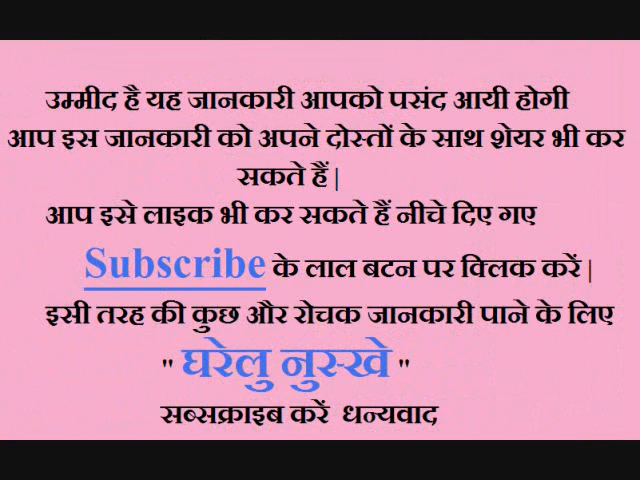 उम्मीद है यह जानकारी आपको पसंद आयी होगी
आप इस जानकारी को अपने दोस्तों के साथ शेयर भी कर
सकते हैं |
आप इसे लाइक भी कर सकते हैं नीचे दिए गए
Subscribe के लाल बटन पर क्लिक करें |
इसी तरह की कुछ और रोचक जानकारी पाने के लिए
" घरेलु नुस्खे "
सब्सक्राइब करें धन्यवाद